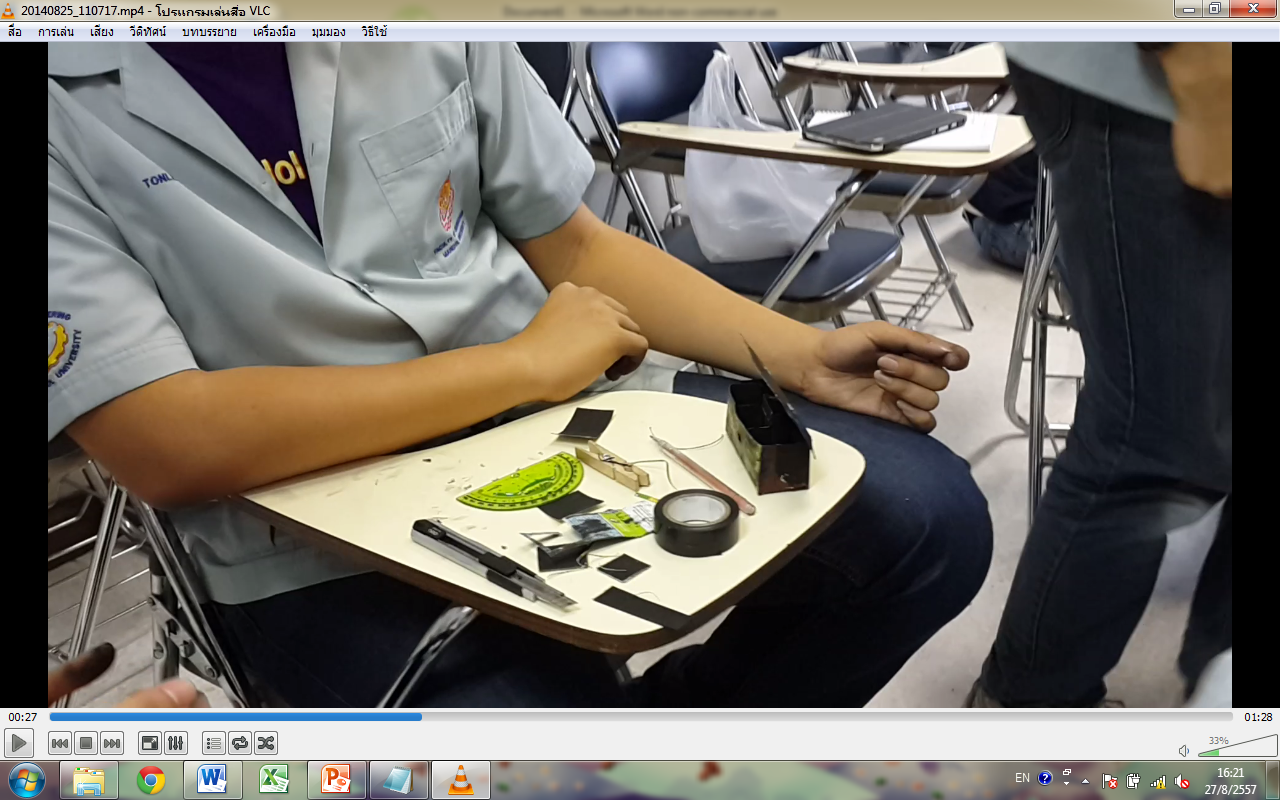 20140825_110717.mp4 - โปรแกรมเล่นสื่อ VLC
สื่อ การเล่น เสียง วีดิทัศน์ บทบรรยาย เครื่องมือ มุมมอง วิธีใช้
UNIVERSITY
00:27
01:28
33%
EN
16:21
27/8/2557